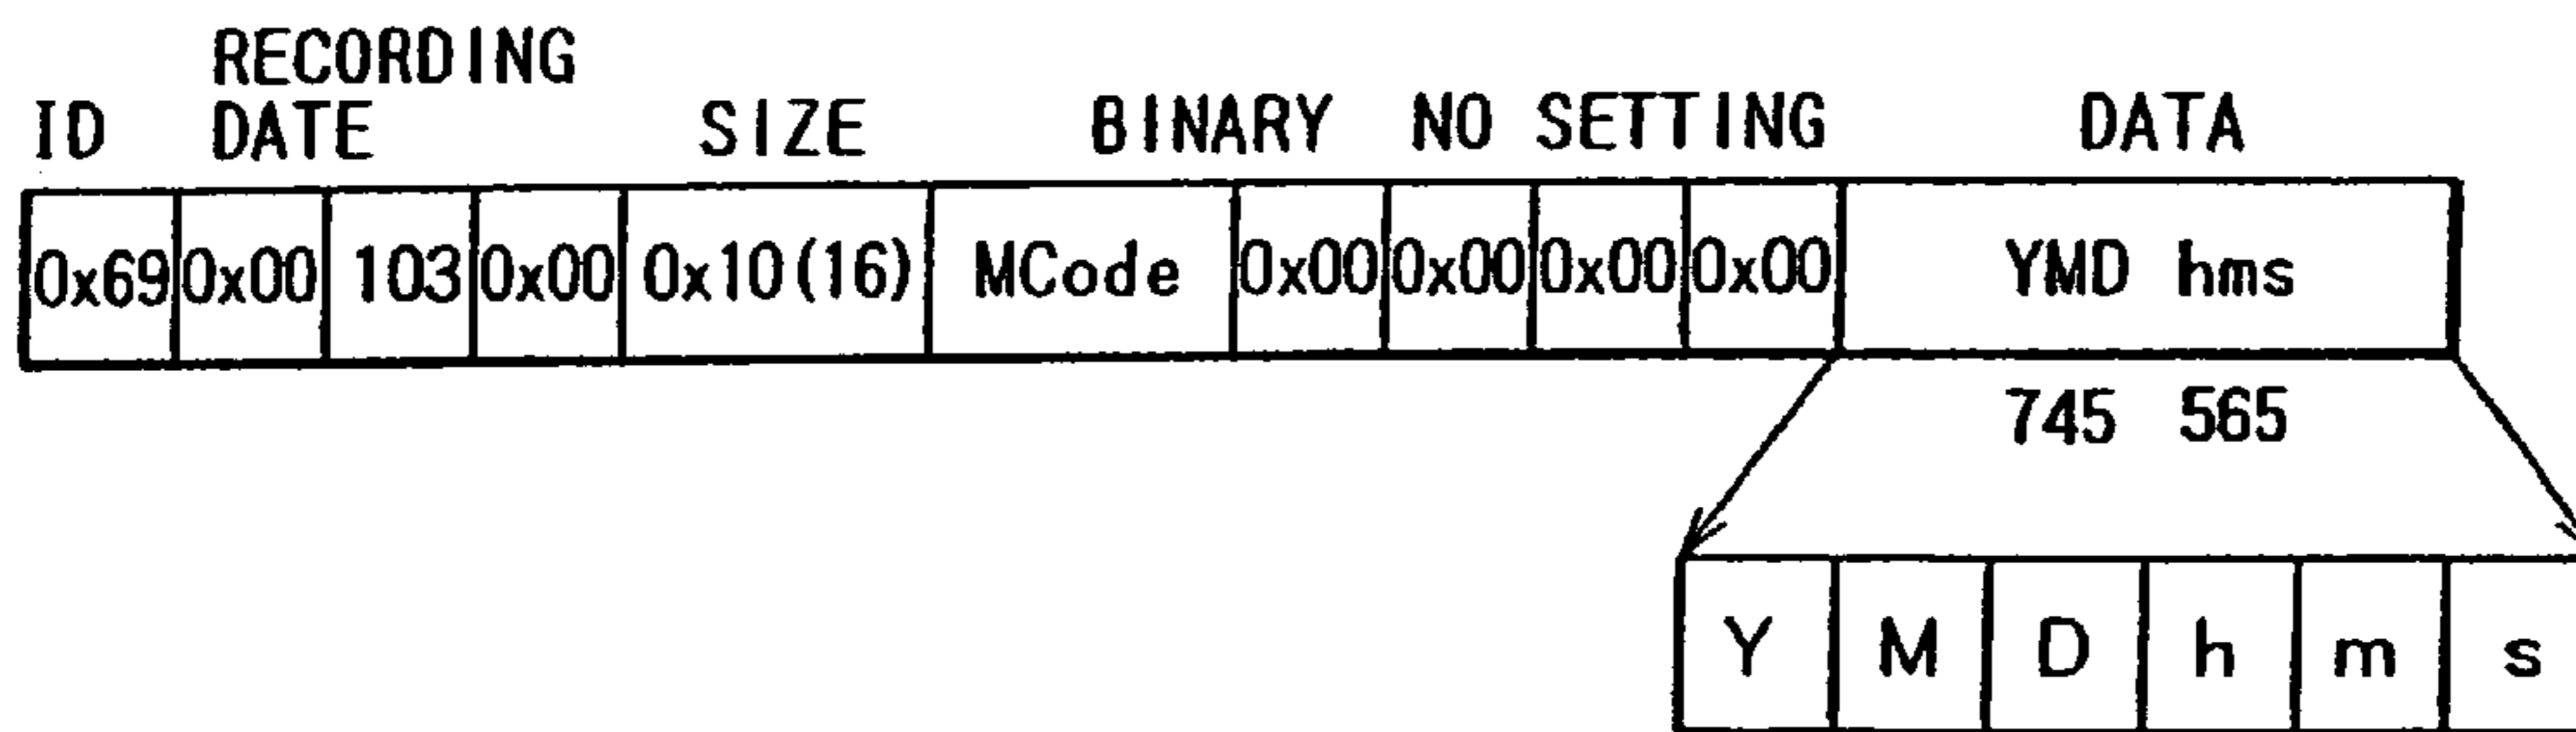 RECORDING
ID DATE SIZE BINARY NO SETTING DATA
0x69 0x00 103 0x00 0x10(16) MCode 0x00 0x00 0x00 0x00 YMD hms
745 565
Y M D h m s